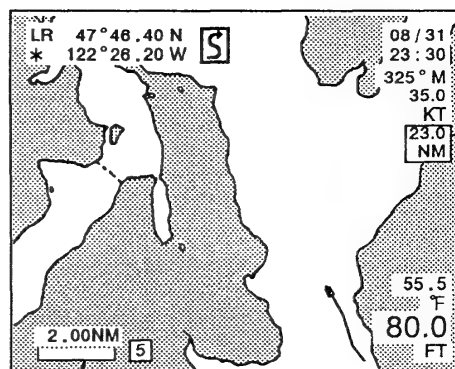 LR 47°46.40 N
* 122°26.20 W
S
08/31
23:30
325° M
35.0
KT
23.0
NM
55.5
°F
80.0
FT
2.00NM
5